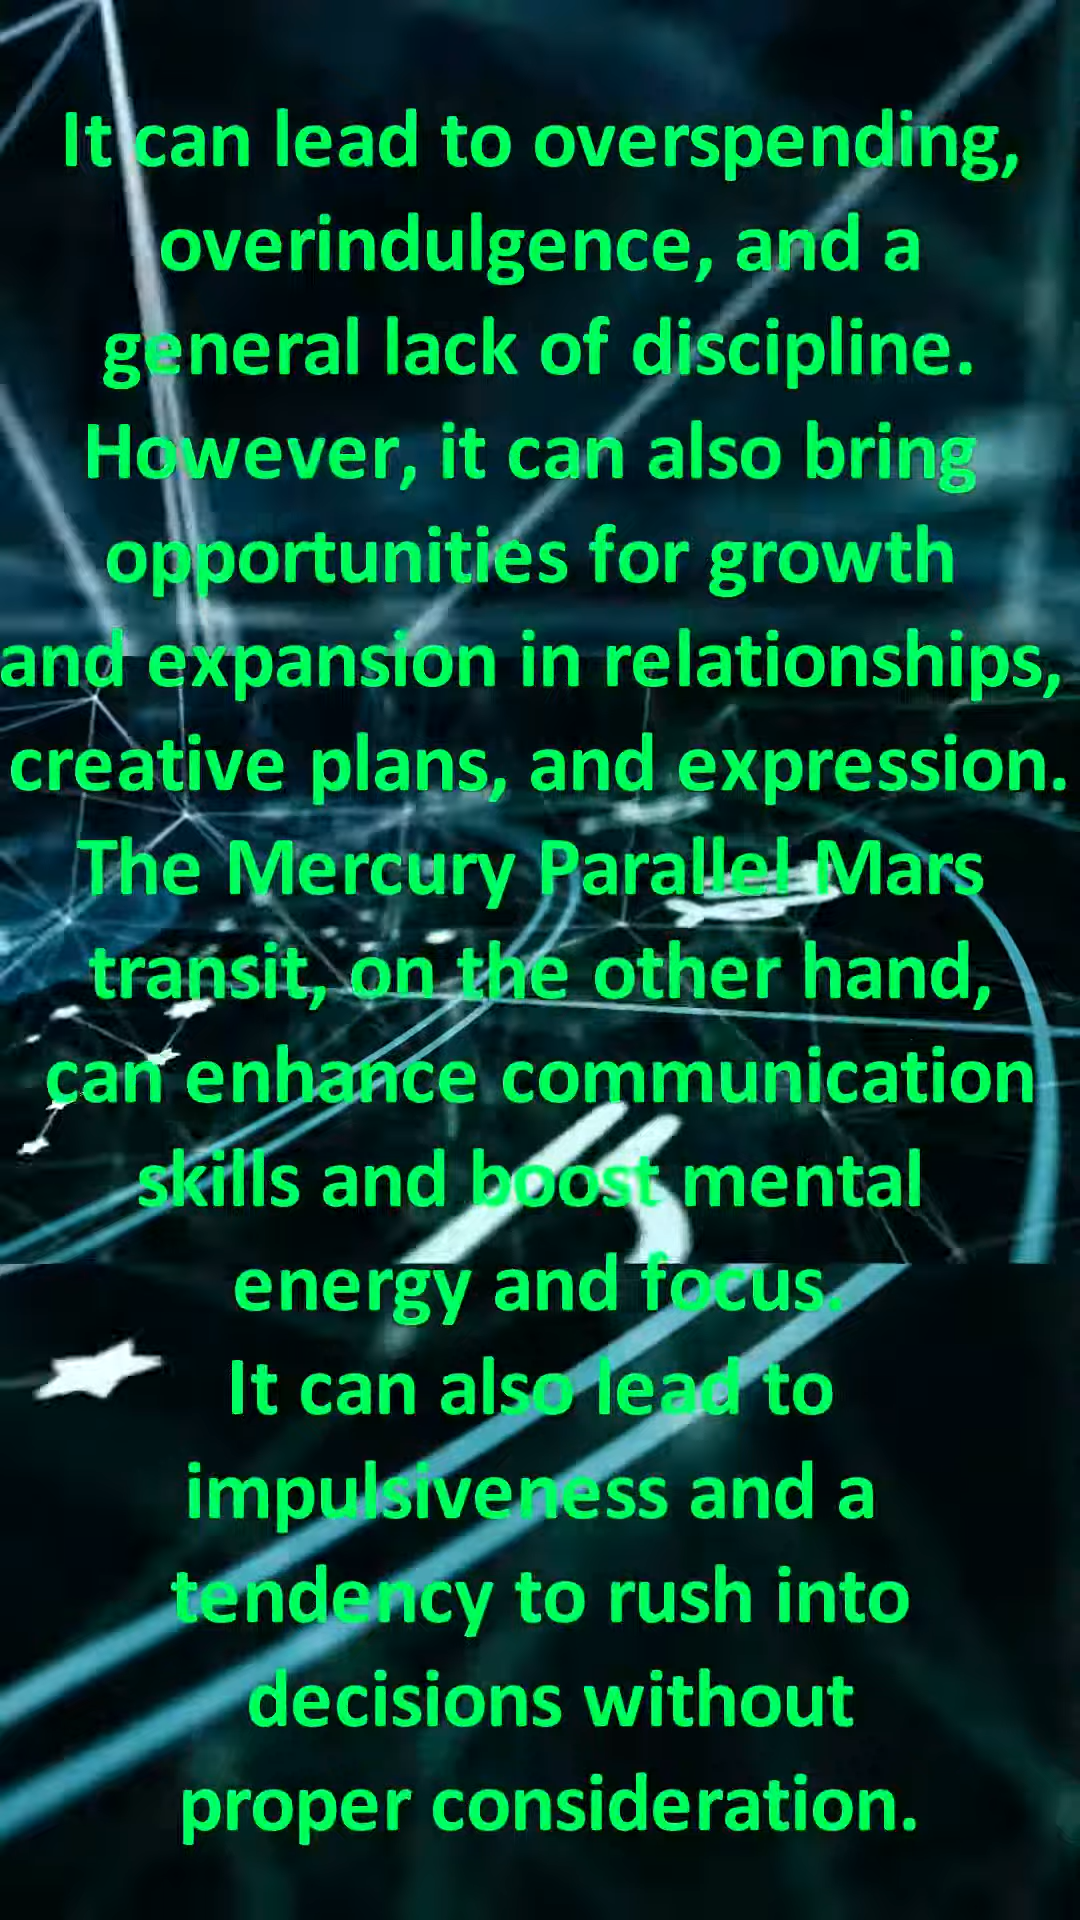 It can lead to overspending,
overindulgence, and a
general lack of discipline.
However, it can also bring
opportunities for growth
and expansion in relationships,
creative plans, and expression.
The Mercury Parallel Mars
transit, on the other hand,
can enhance communication
skills and boost mental
energy and focus.
It can also lead to
impulsiveness and a
tendency to rush into
decisions without
proper consideration.